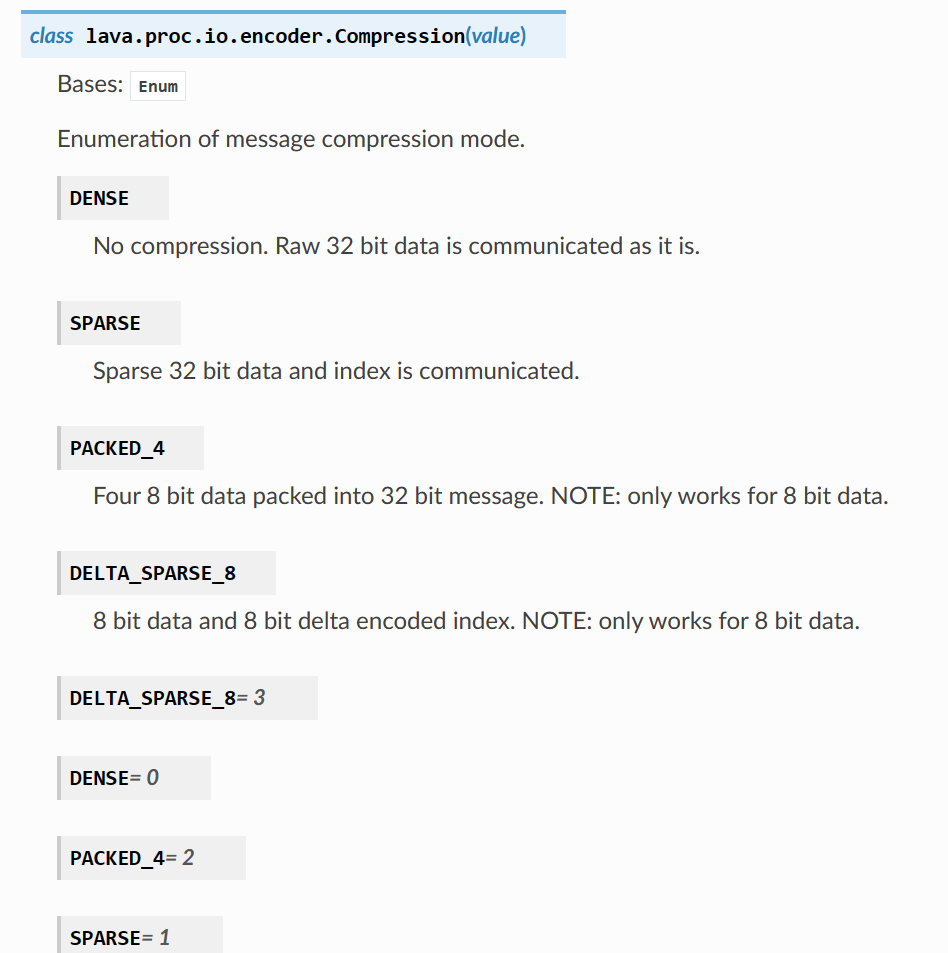 class lava.proc.io.encoder.Compression(value)
Bases: Enum
Enumeration of message compression mode.
DENSE
No compression. Raw 32 bit data is communicated as it is.
SPARSE
Sparse 32 bit data and index is communicated.
PACKED_4
Four 8 bit data packed into 32 bit message. NOTE: only works for 8 bit data.
DELTA_SPARSE_8
8 bit data and 8 bit delta encoded index. NOTE: only works for 8 bit data.
DELTA_SPARSE_8= 3
DENSE= 0
PACKED_4= 2
SPARSE= 1